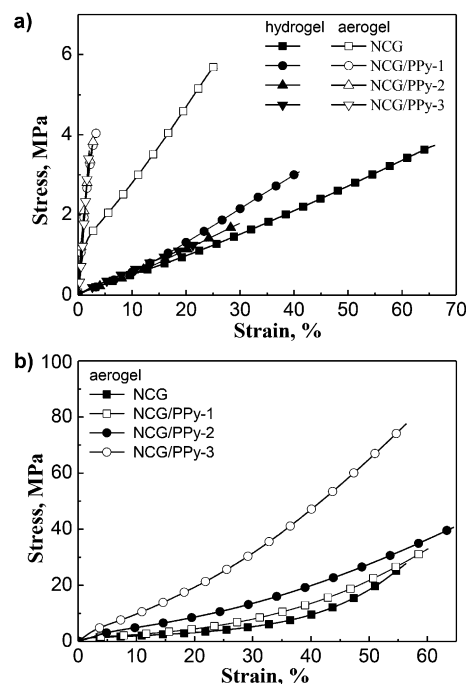 a)
6
4
2
0
Stress, MPa
hydrogel aerogel
NCG
NCG/PPy-1
NCG/PPy-2
NCG/PPy-3
0 10 20 30 40 50 60 70
Strain, %
b)
100
80
60
40
20
0
Stress, MPa
aerogel
NCG
NCG/PPy-1
NCG/PPy-2
NCG/PPy-3
0 10 20 30 40 50 60
Strain, %